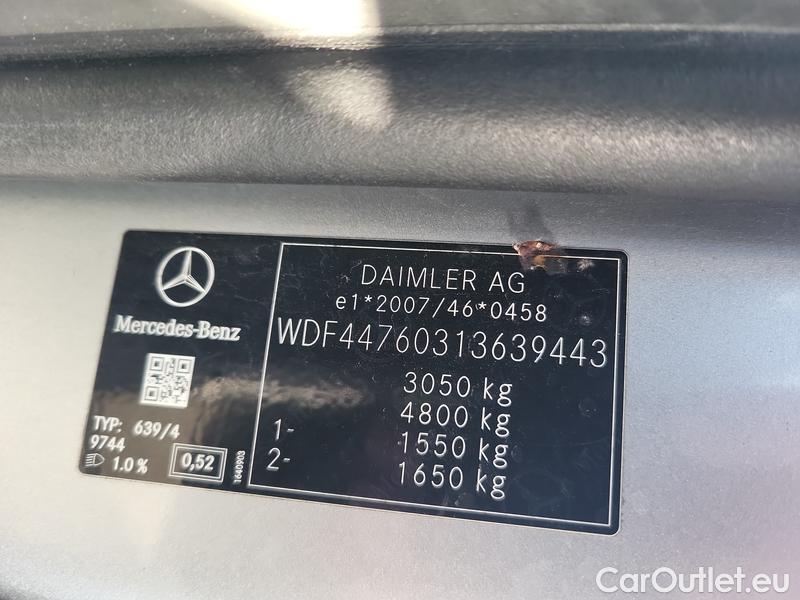 Mercedes-Benz
TYP: 639/4
9744
1.0 %
0,52
1640903
DAIMLER AG
e1*2007/46*0458
WDF44760313639443
3050 kg
4800 kg
1- 1550 kg
2- 1650 kg
CarOutlet.eu